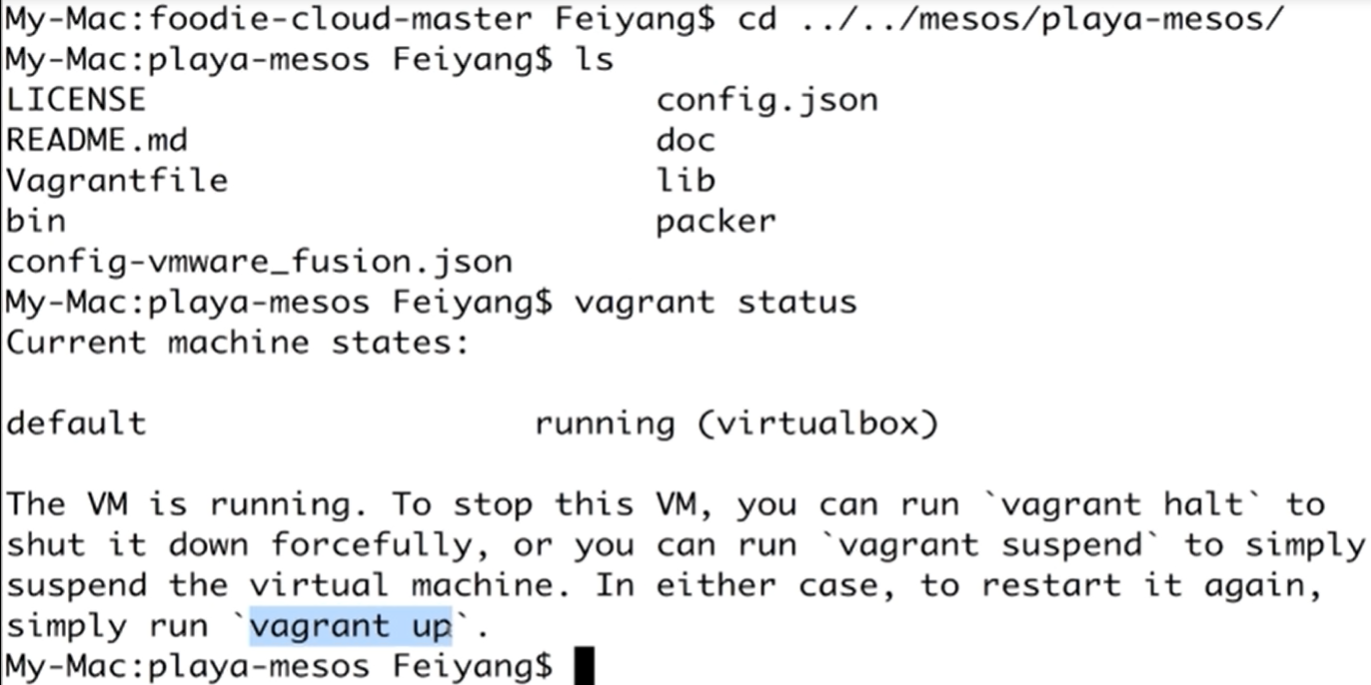 My-Mac:foodie-cloud-master Feiyang$ cd ../../mesos/playa-mesos/
My-Mac:playa-mesos Feiyang$ ls
LICENSE config.json
README.md doc
Vagrantfile lib
bin packer
config-vmware_fusion.json
My-Mac:playa-mesos Feiyang$ vagrant status
Current machine states:
default running (virtualbox)
The VM is running. To stop this VM, you can run `vagrant halt` to
shut it down forcefully, or you can run `vagrant suspend` to simply
suspend the virtual machine. In either case, to restart it again,
simply run `vagrant up`.
My-Mac:playa-mesos Feiyang$